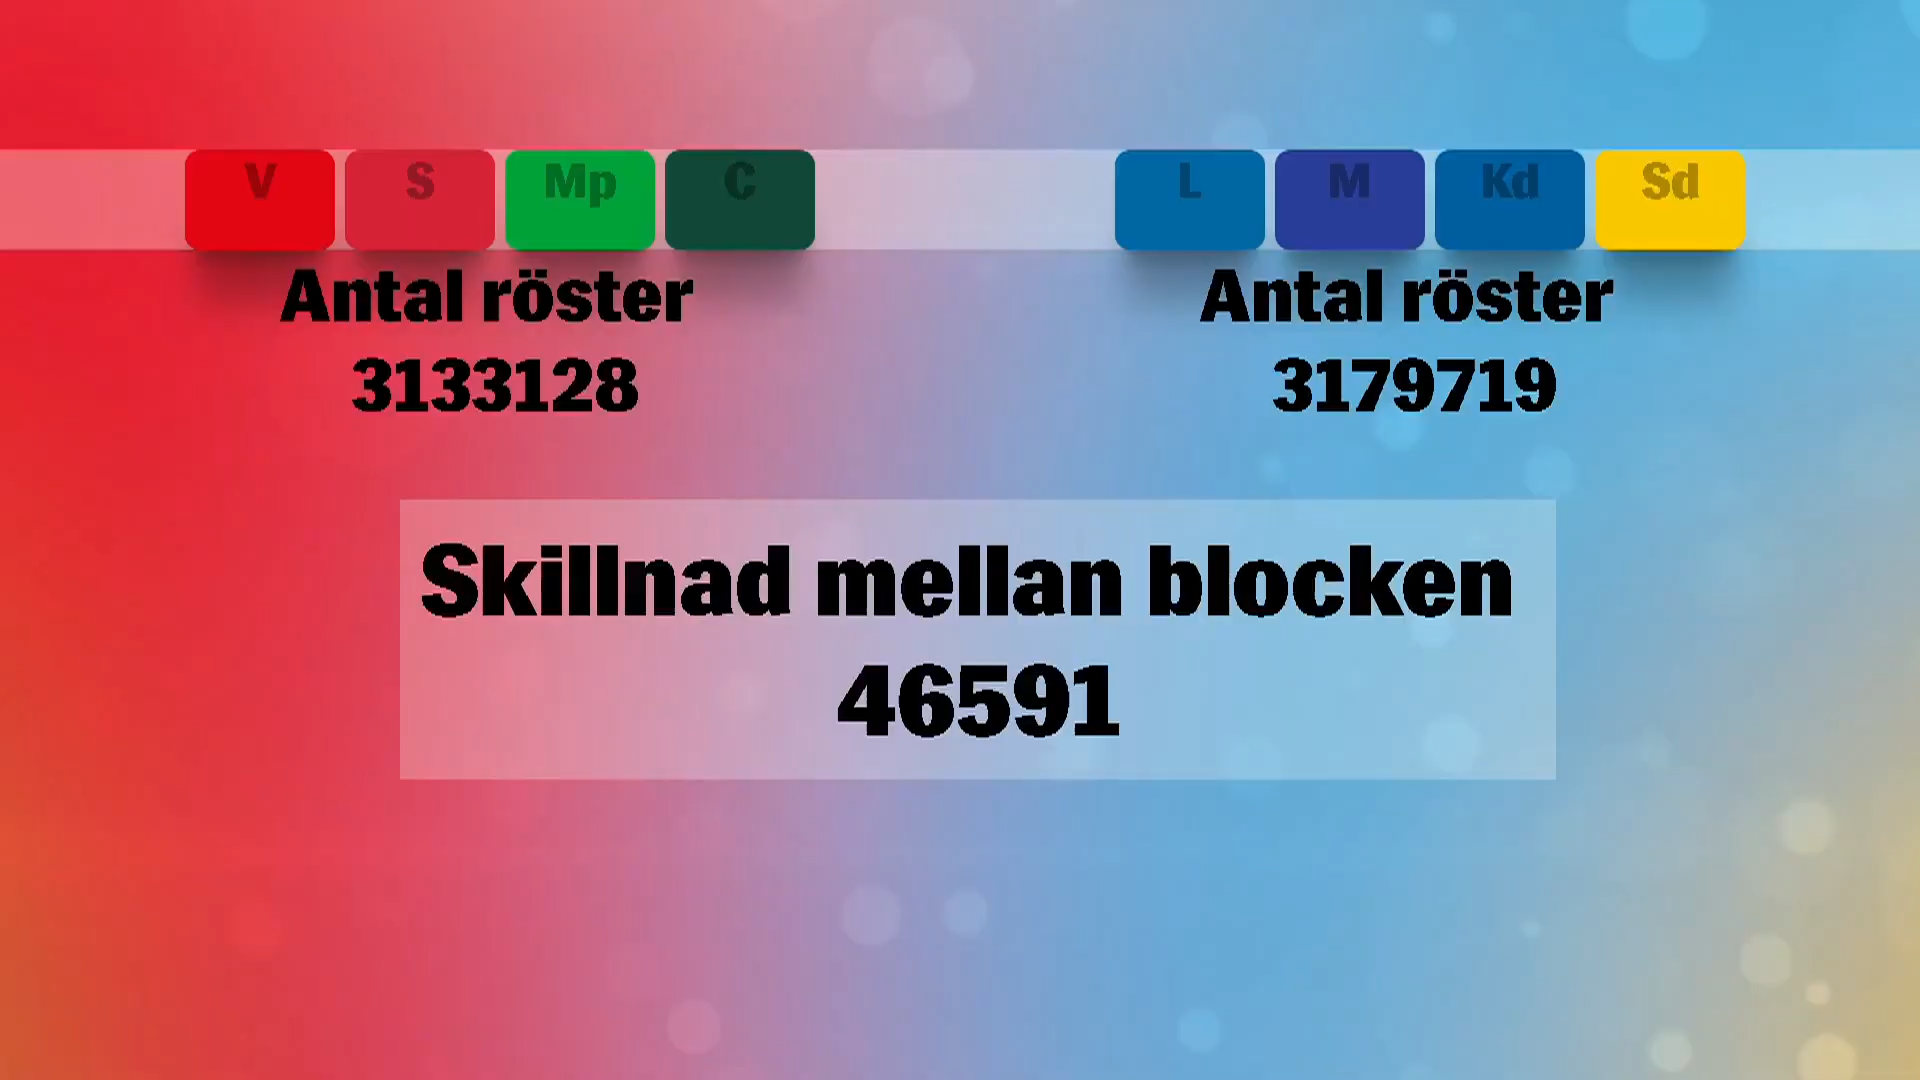 V S Mp C L M Kd Sd
Antal röster
3133128
Antal röster
3179719
Skillnad mellan blocken
46591